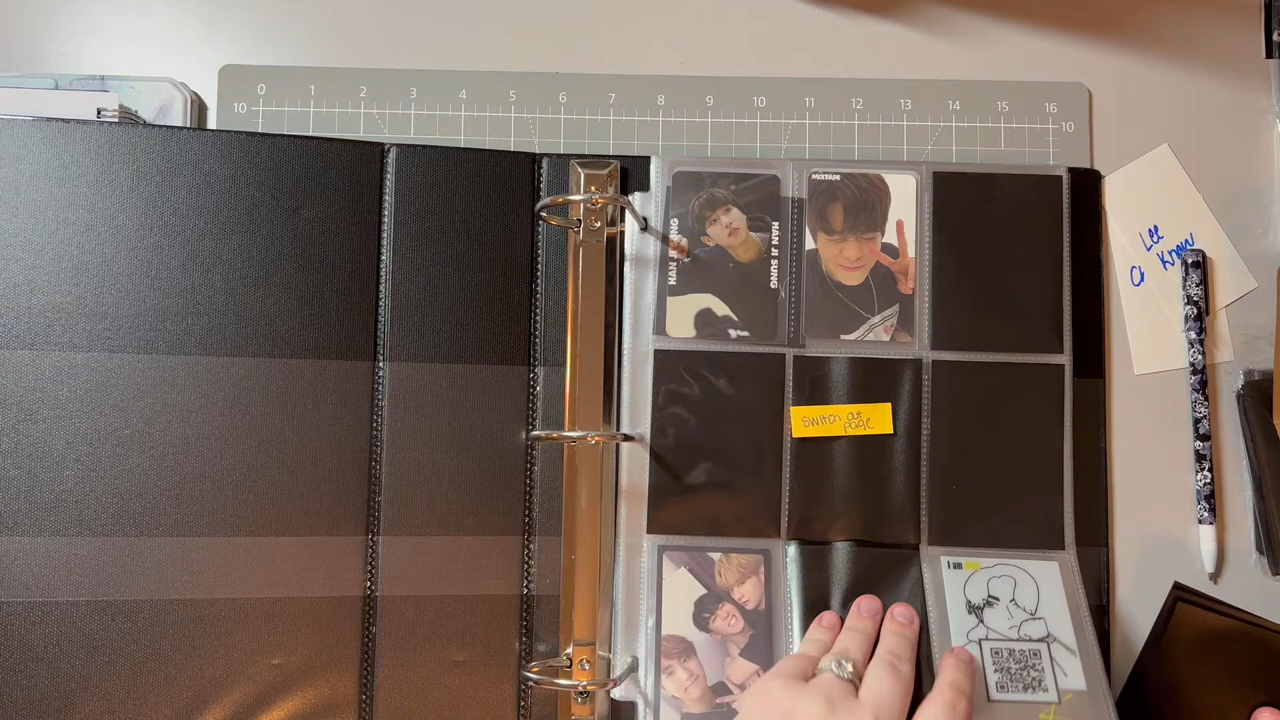 0 1 2 3 4 5 6 7 8 9 10 11 12 13 14 15 16
10 10
HAN JI SUNG
HAN JI SUNG
MIXTAPE
Lee
Know
switch out
page
I am